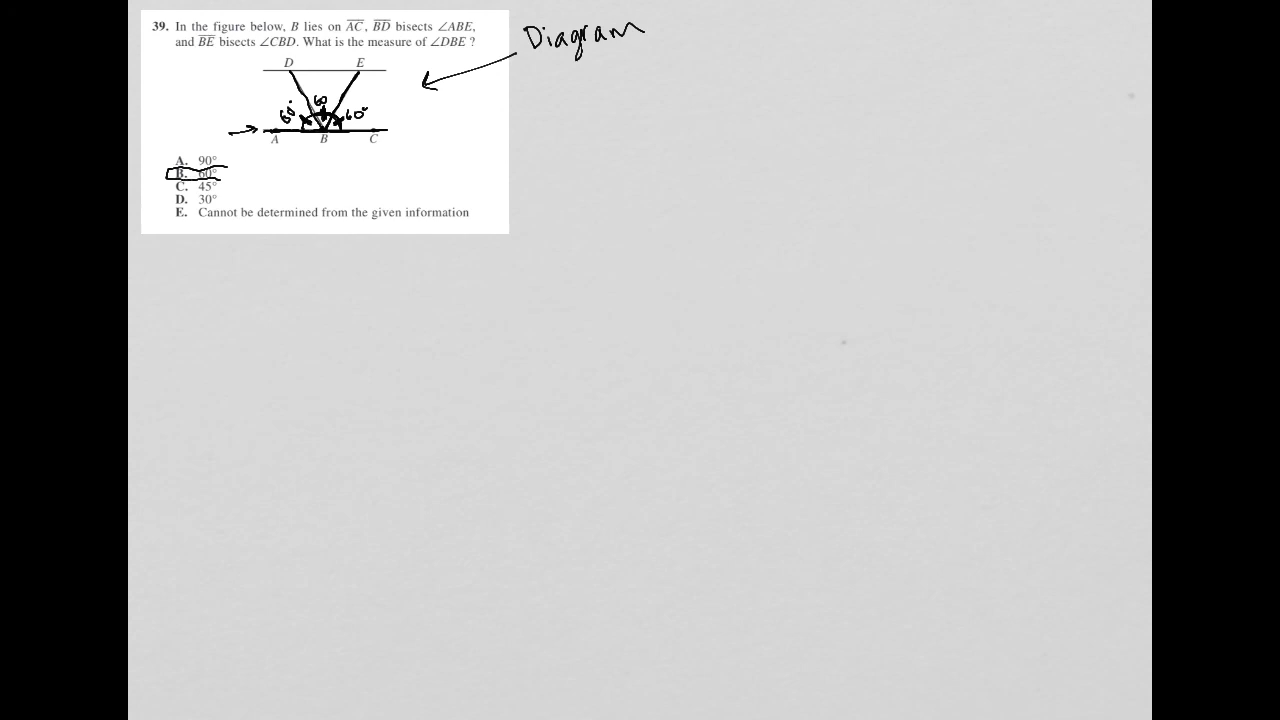 39. In the figure below, B lies on AC, BD bisects ∠ABE,
and BE bisects ∠CBD. What is the measure of ∠DBE ?
Diagram
D E
60° 60 60°
A B C
A. 90°
B. 60°
C. 45°
D. 30°
E. Cannot be determined from the given information